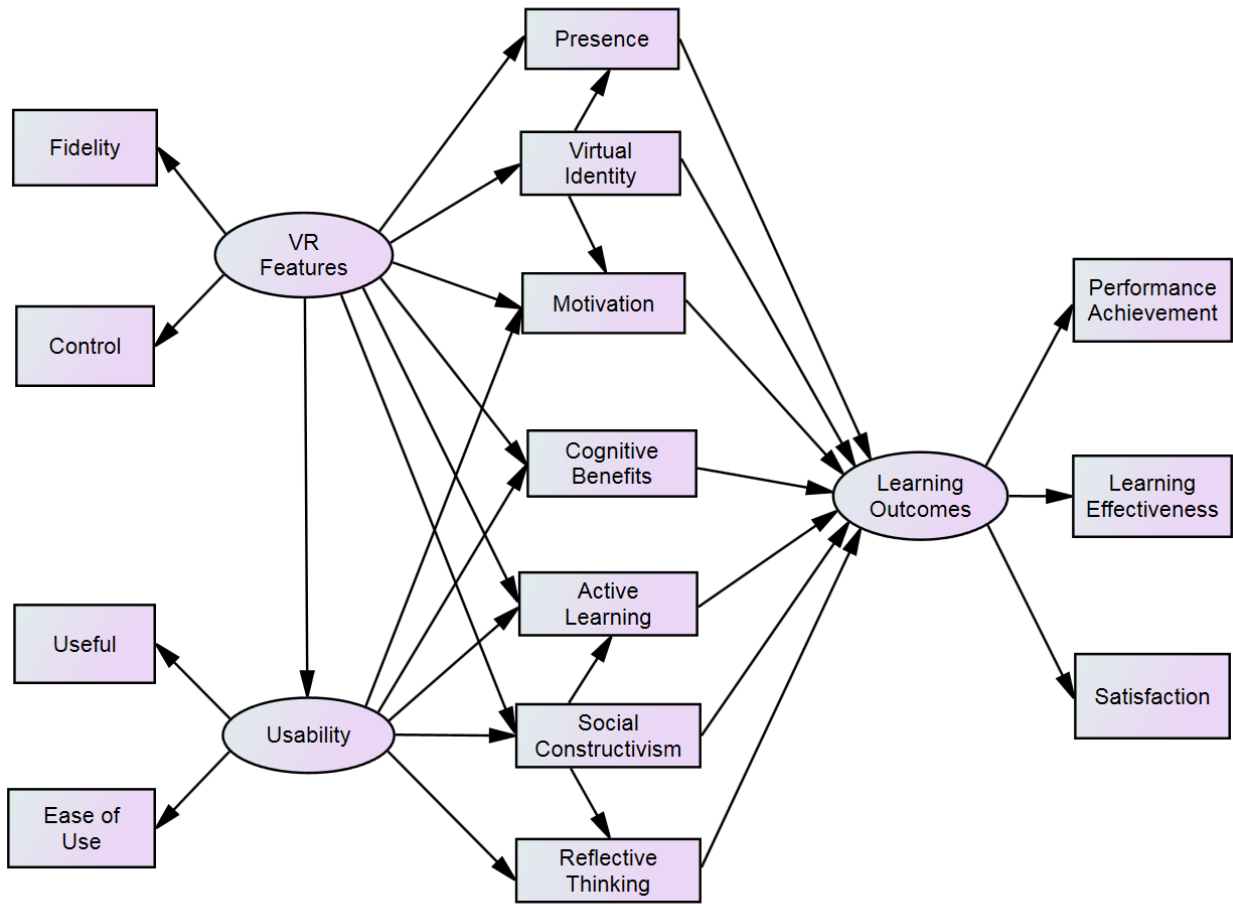 Presence
Fidelity
Virtual
Identity
VR
Features
Control
Motivation
Performance
Achievement
Cognitive
Benefits
Learning
Outcomes
Learning
Effectiveness
Active
Learning
Useful
Usability
Social
Constructivism
Satisfaction
Ease of
Use
Reflective
Thinking